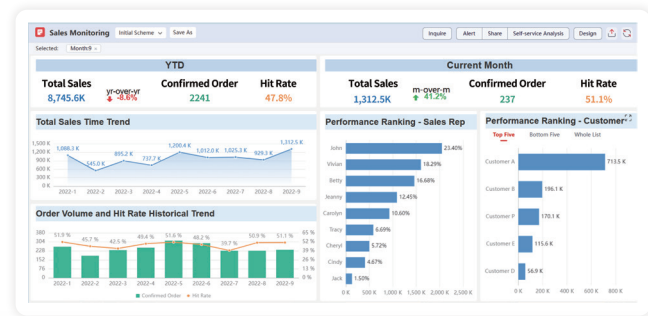 Sales Monitoring Initial Scheme Save As Inquire Alert Share Self-service Analysis Design
Selected: Month:9
YTD
Total Sales yr-over-yr Confirmed Order Hit Rate
8,745.6K -8.6% 2241 47.8%
Current Month
Total Sales m-over-m Confirmed Order Hit Rate
1,312.5K 41.2% 237 51.1%
Total Sales Time Trend
1,500 K
1,200 K
900 K
600 K
300 K
0 K
1,088.3 K 545.0 K 895.2 K 737.7 K 1,200.4 K 1,012.0 K 1,025.3 K 929.3 K 1,312.5 K
2022-1 2022-2 2022-3 2022-4 2022-5 2022-6 2022-7 2022-8 2022-9
Order Volume and Hit Rate Historical Trend
380
304
228
152
76
0
51.9 % 45.7 % 42.5 % 49.4 % 51.6 % 48.2 % 39.7 % 50.9 % 51.1 %
65 %
52 %
39 %
26 %
13 %
0 %
2022-1 2022-2 2022-3 2022-4 2022-5 2022-6 2022-7 2022-8 2022-9
Confirmed Order Hit Rate
Performance Ranking - Sales Rep
John 23.40%
Vivian 18.29%
Betty 16.68%
Jeanny 12.45%
Carolyn 10.60%
Tracy 6.69%
Cheryl 5.72%
Cindy 4.67%
Jack 1.50%
0 K 500 K 1,000 K 1,500 K 2,000 K 2,500 K
Performance Ranking - Customer
Top Five Bottom Five Whole List
Customer A 713.5 K
Customer B 196.1 K
Customer P 170.1 K
Customer E 115.6 K
Customer D 56.9 K
0 K 200 K 400 K 600 K 800 K